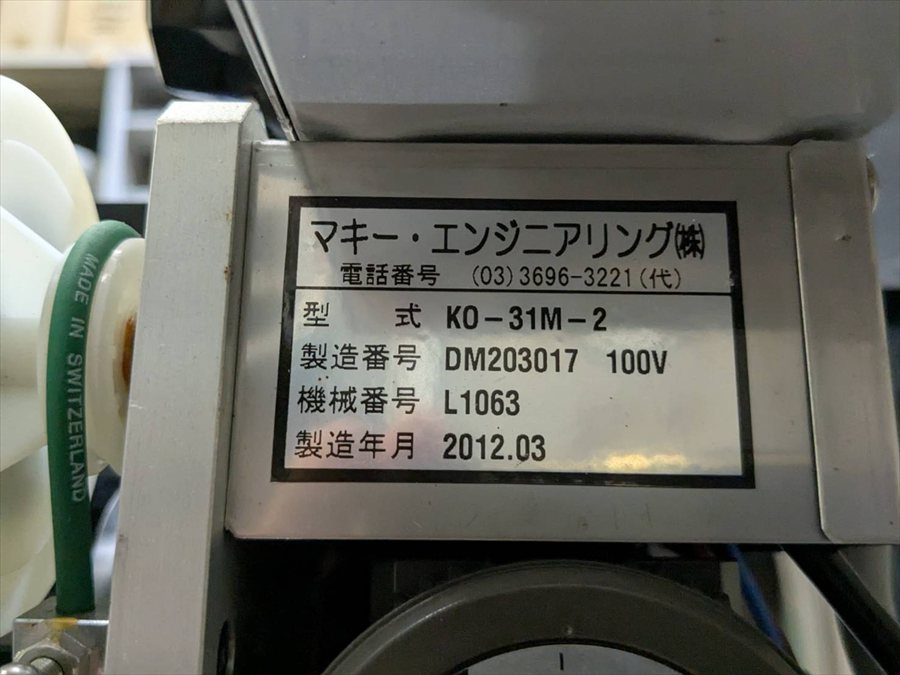 マキー・エンジニアリング㈱
電話番号 (03)3696-3221(代)
型 式 KO-31M-2
製造番号 DM203017 100V
機械番号 L1063
製造年月 2012.03
MADE IN SWITZERLAND